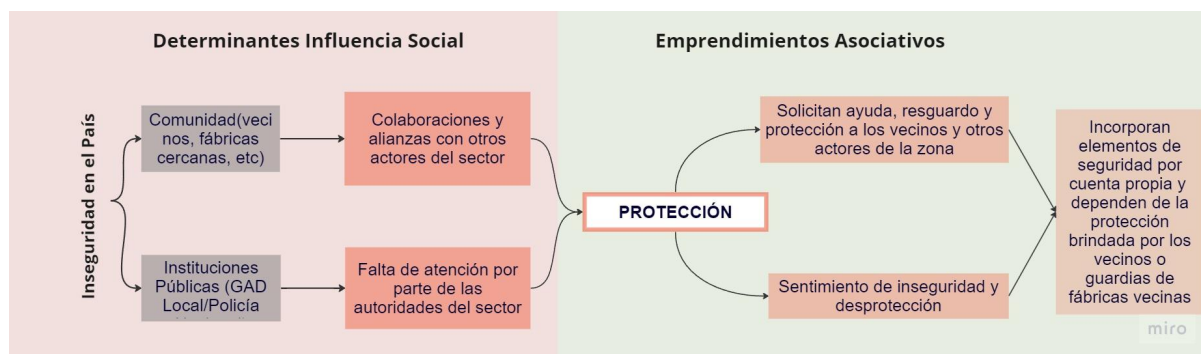 Determinantes Influencia Social
Emprendimientos Asociativos
Inseguridad en el País
Comunidad(veci
nos, fábricas
cercanas, etc)
Colaboraciones y
alianzas con otros
actores del sector
Instituciones
Públicas (GAD
Local/Policía
Falta de atención por
parte de las
autoridades del sector
PROTECCIÓN
Solicitan ayuda, resguardo y
protección a los vecinos y otros
actores de la zona
Sentimiento de inseguridad y
desprotección
Incorporan
elementos de
seguridad por
cuenta propia y
dependen de la
protección
brindada por los
vecinos o
guardias de
fábricas vecinas
miro